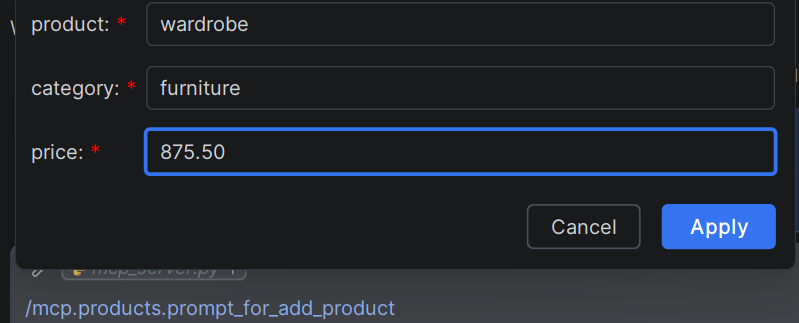 product: * wardrobe
category: * furniture
price: * 875.50
Cancel Apply
mcp_server.py
/mcp.products.prompt_for_add_product